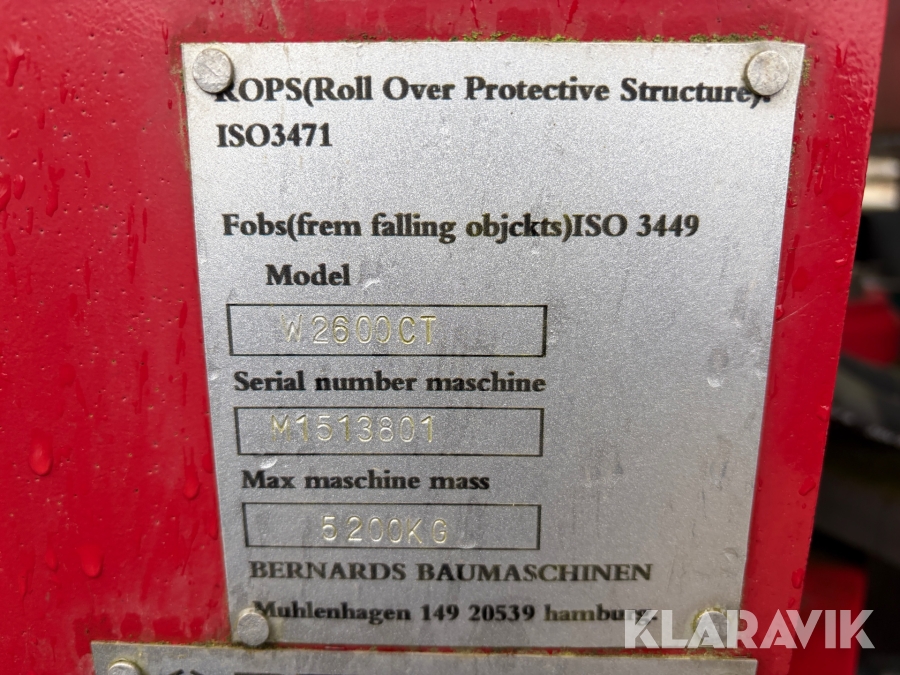 ROPS(Roll Over Protective Structure):
ISO3471
Fobs(frem falling objckts)ISO 3449
Model
W2600CT
Serial number maschine
M1513801
Max maschine mass
5200KG
BERNARDS BAUMASCHINEN
Muhlenhagen 149 20539 hamburg.
KLARAVIK